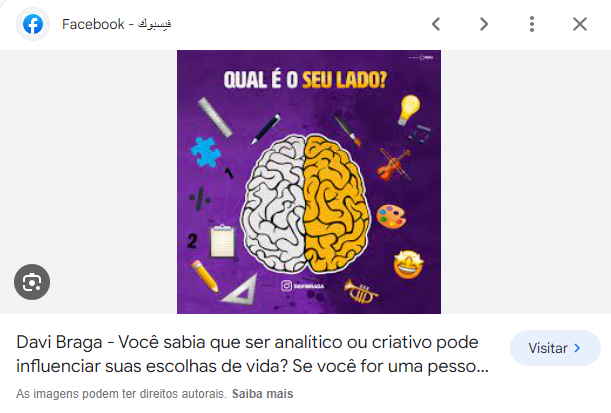 Facebook - فيسبوك
QUAL É O SEU LADO?
1
2
DAVIBRAGA
Davi Braga - Você sabia que ser analítico ou criativo pode
influenciar suas escolhas de vida? Se você for uma pesso...
Visitar
As imagens podem ter direitos autorais. Saiba mais